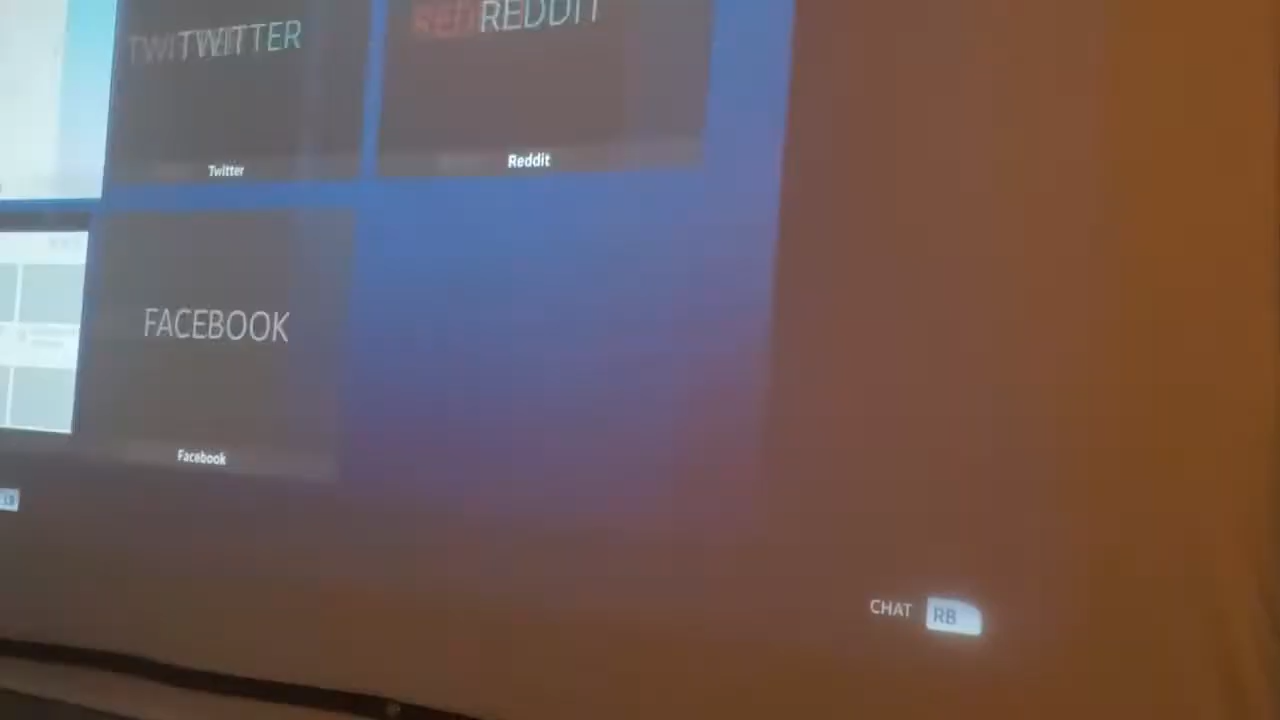 TWITTER
REDDIT
Twitter
Reddit
FACEBOOK
Facebook
CHAT RB